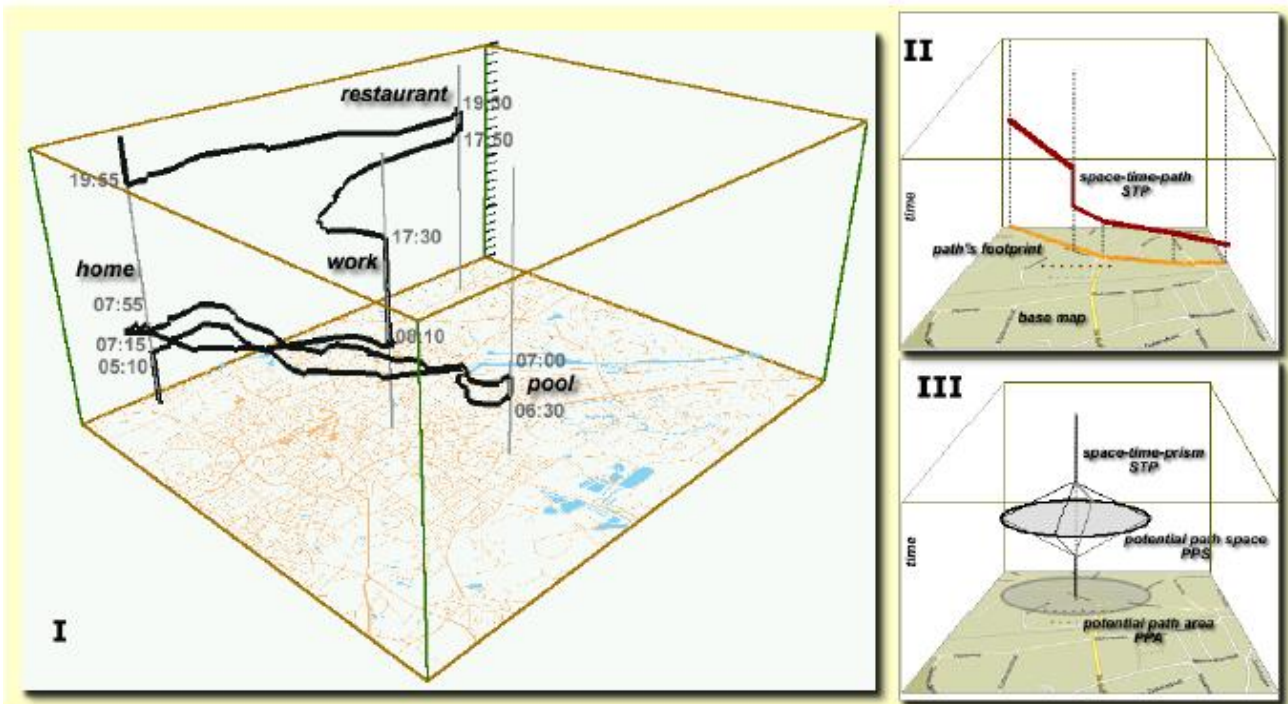 restaurant
19:30
17:50
19:55
17:30
work
home
07:55
08:10
07:15
05:10
07:00
pool
06:30
I
II
space-time-path
STP
time
path's footprint
base map
III
space-time-prism
STP
potential path space
PPS
time
potential path area
PPA